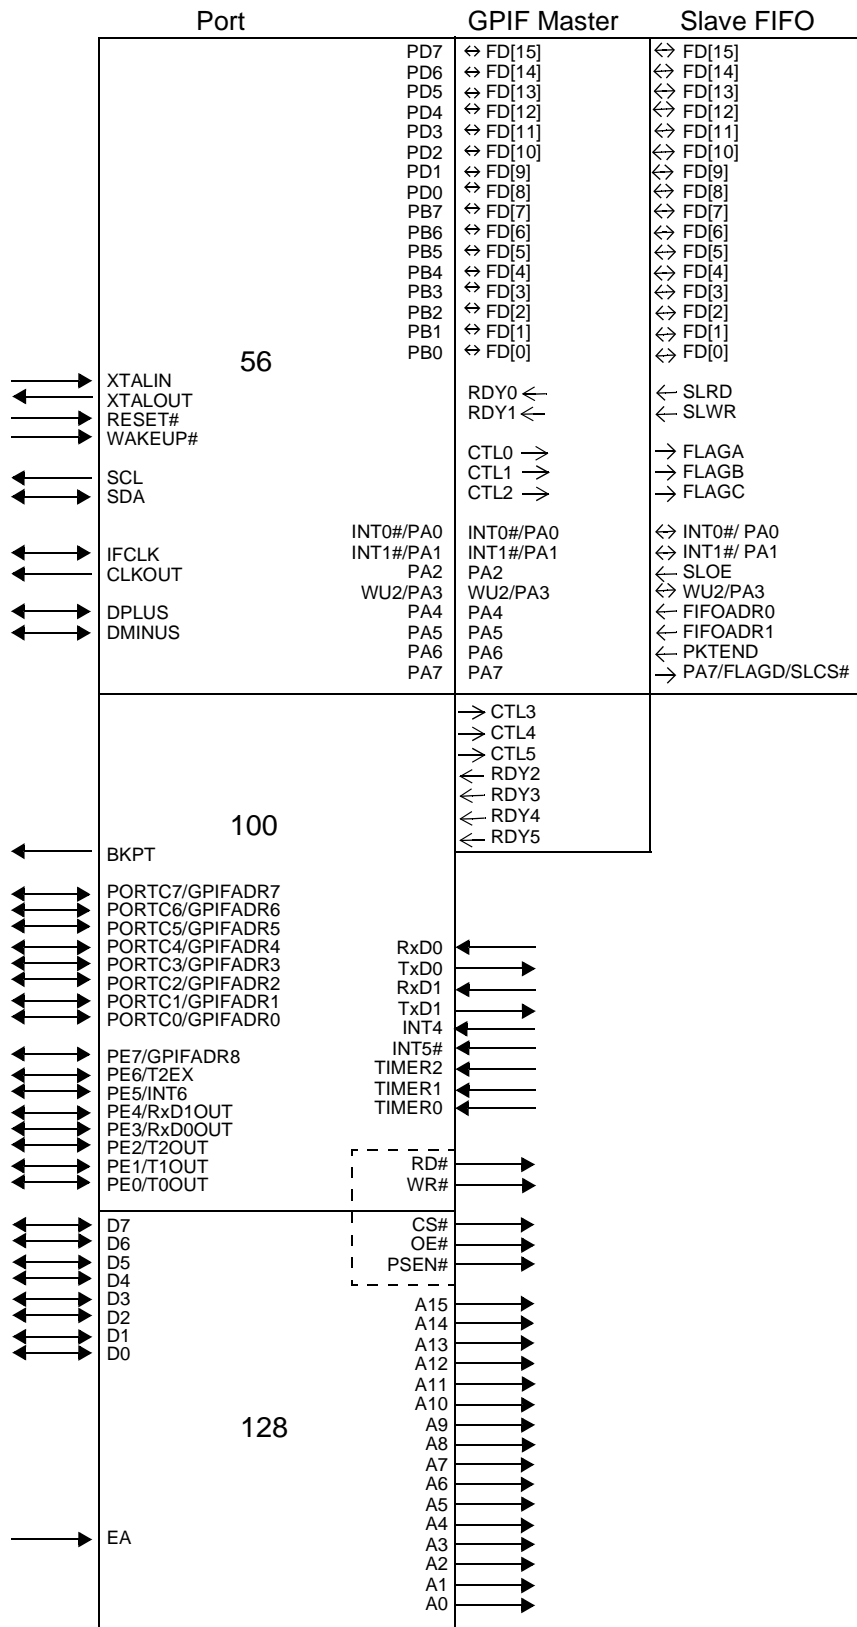 Port GPIF Master Slave FIFO
PD7 FD[15] FD[15]
PD6 FD[14] FD[14]
PD5 FD[13] FD[13]
PD4 FD[12] FD[12]
PD3 FD[11] FD[11]
PD2 FD[10] FD[10]
PD1 FD[9] FD[9]
PD0 FD[8] FD[8]
PB7 FD[7] FD[7]
PB6 FD[6] FD[6]
PB5 FD[5] FD[5]
PB4 FD[4] FD[4]
PB3 FD[3] FD[3]
PB2 FD[2] FD[2]
PB1 FD[1] FD[1]
PB0 FD[0] FD[0]
56
XTALIN
XTALOUT
RESET#
WAKEUP#
RDY0 SLRD
RDY1 SLWR
CTL0 FLAGA
CTL1 FLAGB
CTL2 FLAGC
SCL
SDA
IFCLK
CLKOUT
DPLUS
DMINUS
INT0#/PA0 INT0#/PA0 INT0#/ PA0
INT1#/PA1 INT1#/PA1 INT1#/ PA1
PA2 PA2 SLOE
WU2/PA3 WU2/PA3 WU2/PA3
PA4 PA4 FIFOADR0
PA5 PA5 FIFOADR1
PA6 PA6 PKTEND
PA7 PA7 PA7/FLAGD/SLCS#
CTL3
CTL4
CTL5
RDY2
RDY3
RDY4
RDY5
100
BKPT
PORTC7/GPIFADR7
PORTC6/GPIFADR6
PORTC5/GPIFADR5
PORTC4/GPIFADR4
PORTC3/GPIFADR3
PORTC2/GPIFADR2
PORTC1/GPIFADR1
PORTC0/GPIFADR0
PE7/GPIFADR8
PE6/T2EX
PE5/INT6
PE4/RxD1OUT
PE3/RxD0OUT
PE2/T2OUT
PE1/T1OUT
PE0/T0OUT
RxD0
TxD0
RxD1
TxD1
INT4
INT5#
TIMER2
TIMER1
TIMER0
RD#
WR#
CS#
OE#
PSEN#
D7
D6
D5
D4
D3
D2
D1
D0
128
EA
A15
A14
A13
A12
A11
A10
A9
A8
A7
A6
A5
A4
A3
A2
A1
A0